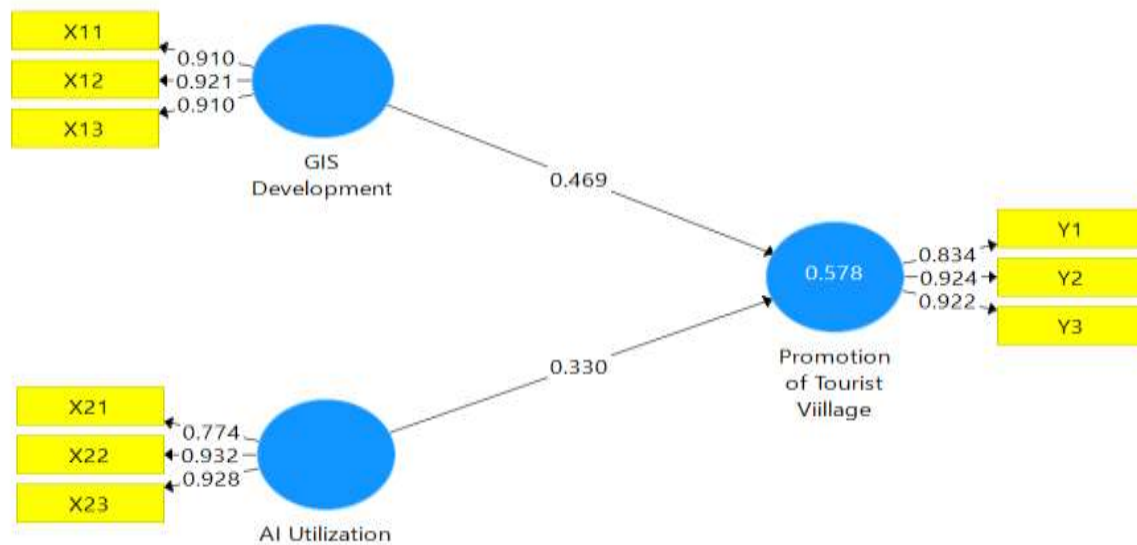 X11
X12
X13
0.910
0.921
0.910
GIS
Development
0.469
0.578
Y1
Y2
Y3
0.834
0.924
0.922
Promotion
of Tourist
Viillage
0.330
X21
X22
X23
0.774
0.932
0.928
AI Utilization